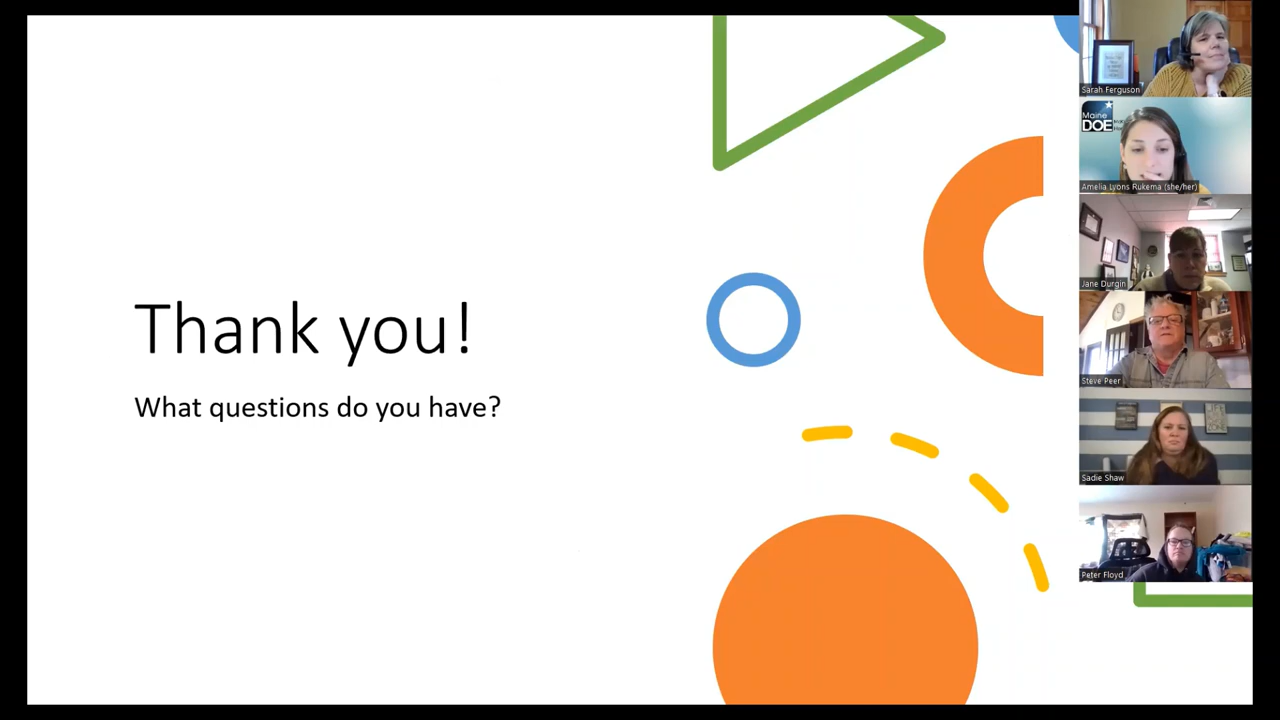 Thank you!
What questions do you have?
Sarah Ferguson
Maine
DOE
Amelia Lyons Rukema (she/her)
Jane Durgin
Steve Peer
Sadie Shaw
Peter Floyd